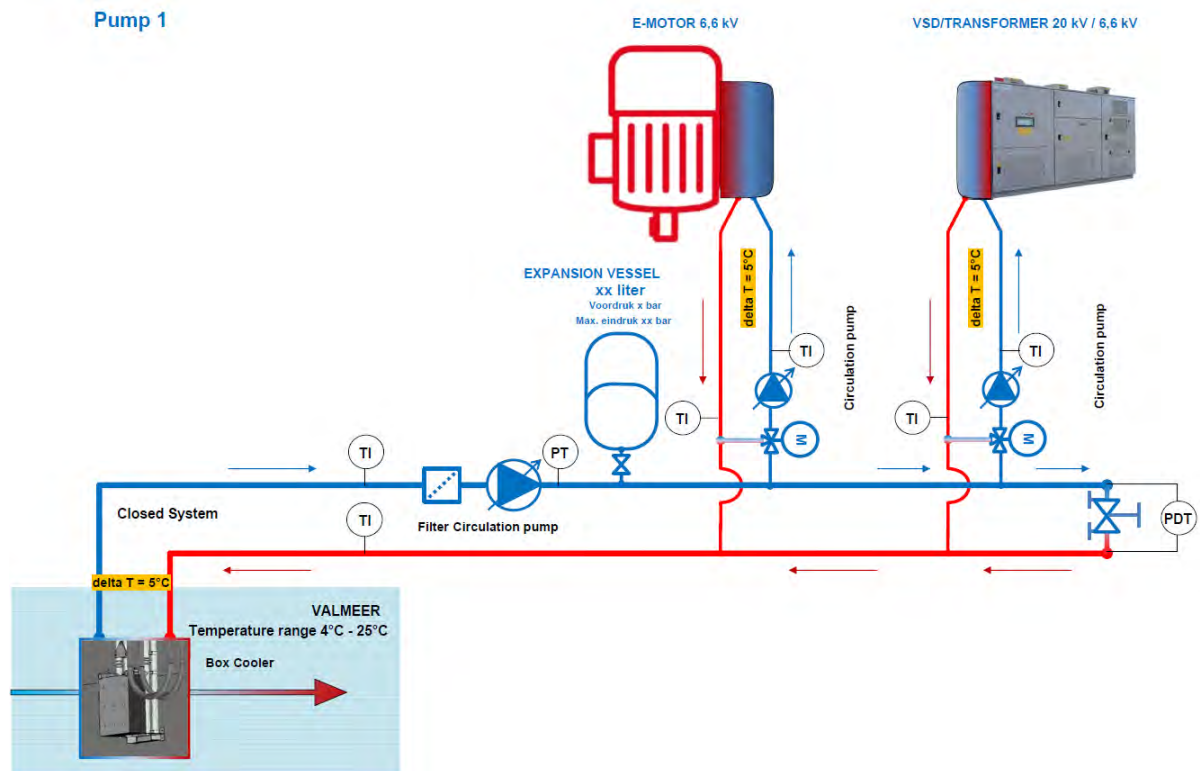 Pump 1
E-MOTOR 6,6 kV
VSD/TRANSFORMER 20 kV / 6,6 kV
EXPANSION VESSEL
xx liter
Voordruk x bar
Max. eindruk xx bar
delta T = 5°C
delta T = 5°C
TI
TI
Circulation pump
Circulation pump
TI
TI
M
M
TI
PT
Closed System
TI
Filter Circulation pump
PDT
delta T = 5°C
VALMEER
Temperature range 4°C - 25°C
Box Cooler